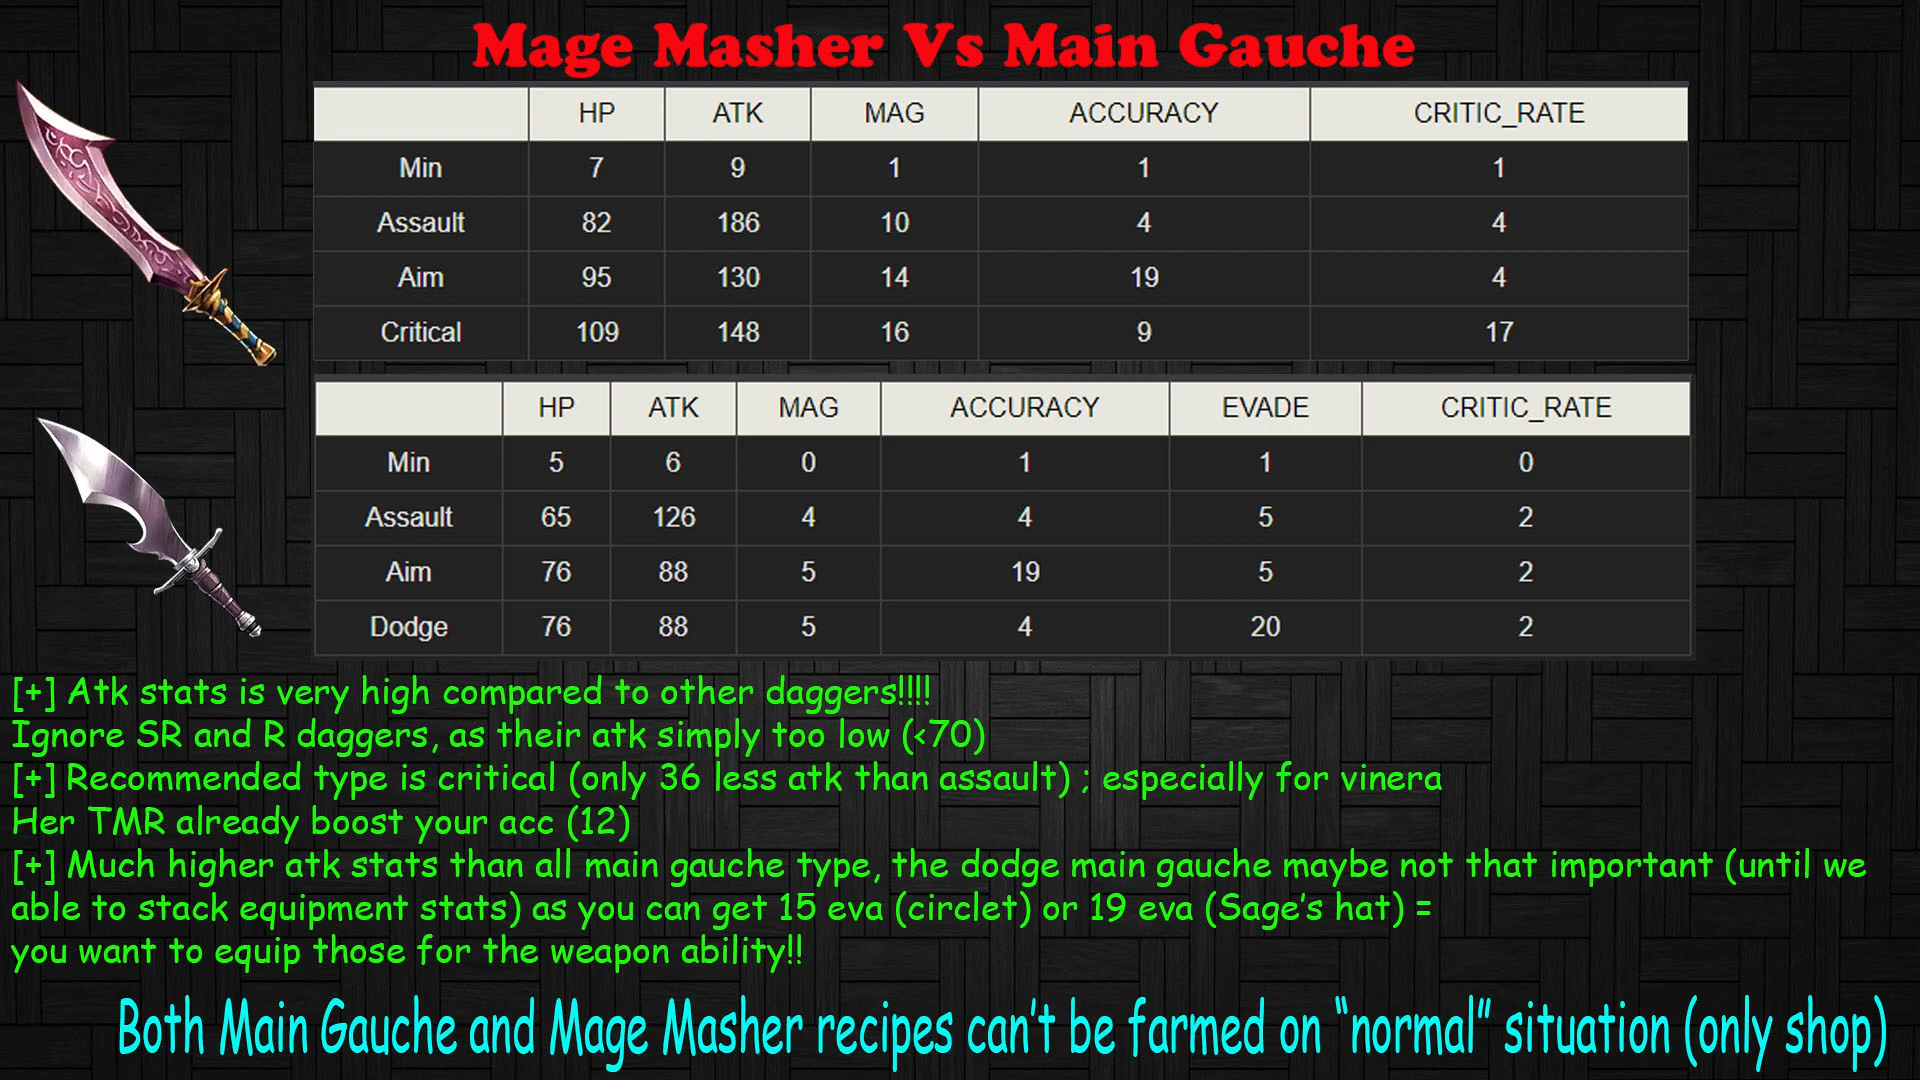 Mage Masher Vs Main Gauche
HP ATK MAG ACCURACY CRITIC_RATE
Min 7 9 1 1 1
Assault 82 186 10 4 4
Aim 95 130 14 19 4
Critical 109 148 16 9 17
HP ATK MAG ACCURACY EVADE CRITIC_RATE
Min 5 6 0 1 1 0
Assault 65 126 4 4 5 2
Aim 76 88 5 19 5 2
Dodge 76 88 5 4 20 2
[+] Atk stats is very high compared to other daggers!!!!
Ignore SR and R daggers, as their atk simply too low (<70)
[+] Recommended type is critical (only 36 less atk than assault) ; especially for vinera
Her TMR already boost your acc (12)
[+] Much higher atk stats than all main gauche type, the dodge main gauche maybe not that important (until we
able to stack equipment stats) as you can get 15 eva (circlet) or 19 eva (Sage's hat) =
you want to equip those for the weapon ability!!
Both Main Gauche and Mage Masher recipes can't be farmed on "normal" situation (only shop)